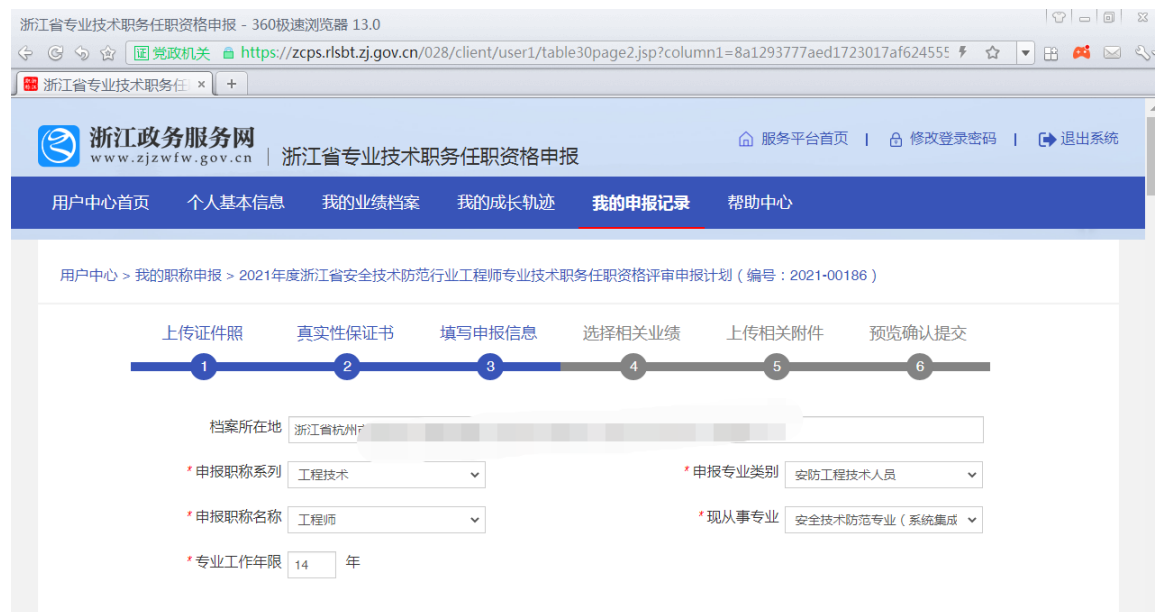 浙江省专业技术职务任职资格申报 - 360极速浏览器 13.0
证 党政机关 https://zcps.rlsbt.zj.gov.cn/028/client/user1/table30page2.jsp?column1=8a1293777aed1723017af624555
浙江省专业技术职务任 × +
浙江政务服务网
www.zjzwfw.gov.cn | 浙江省专业技术职务任职资格申报
服务平台首页 | 修改登录密码 | 退出系统
用户中心首页 个人基本信息 我的业绩档案 我的成长轨迹 我的申报记录 帮助中心
用户中心 > 我的职称申报 > 2021年度浙江省安全技术防范行业工程师专业技术职务任职资格评审申报计划 ( 编号:2021-00186 )
上传证件照 真实性保证书 填写申报信息 选择相关业绩 上传相关附件 预览确认提交
1 2 3 4 5 6
档案所在地 浙江省杭州
*申报职称系列 工程技术 *申报专业类别 安防工程技术人员
*申报职称名称 工程师 *现从事专业 安全技术防范专业 ( 系统集成
*专业工作年限 14 年